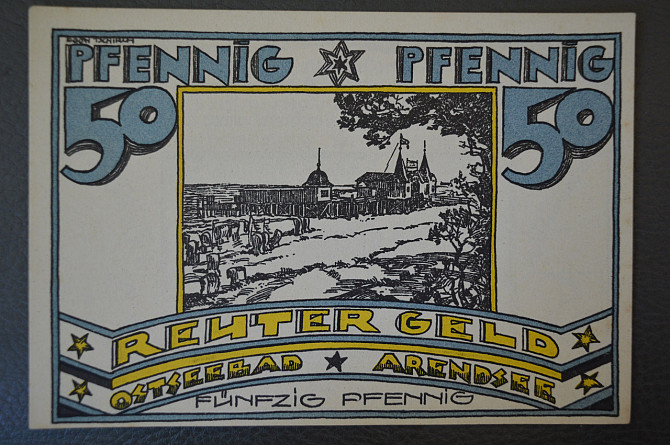 PFENNIG PFENNIG
50 50
REUTER GELD
OSTSEEBAD ARENDSEE
FÜNFZIG PFENNIG